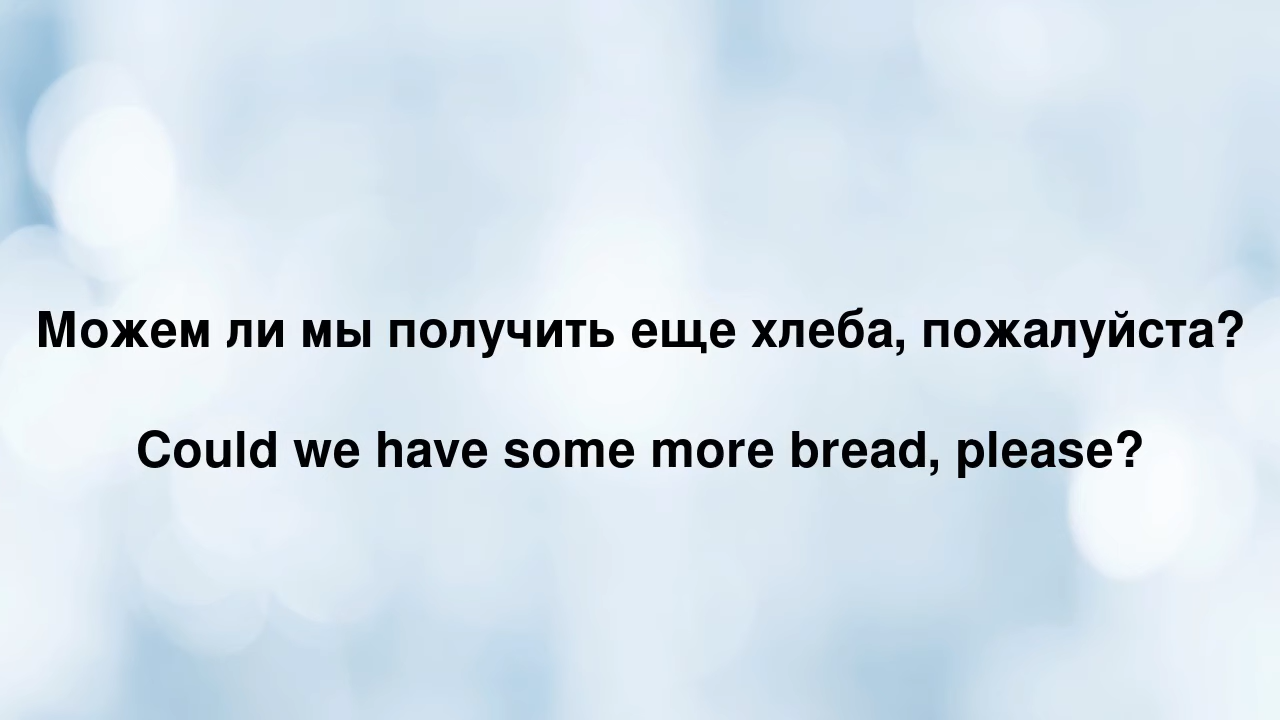 Можем ли мы получить еще хлеба, пожалуйста?
Could we have some more bread, please?